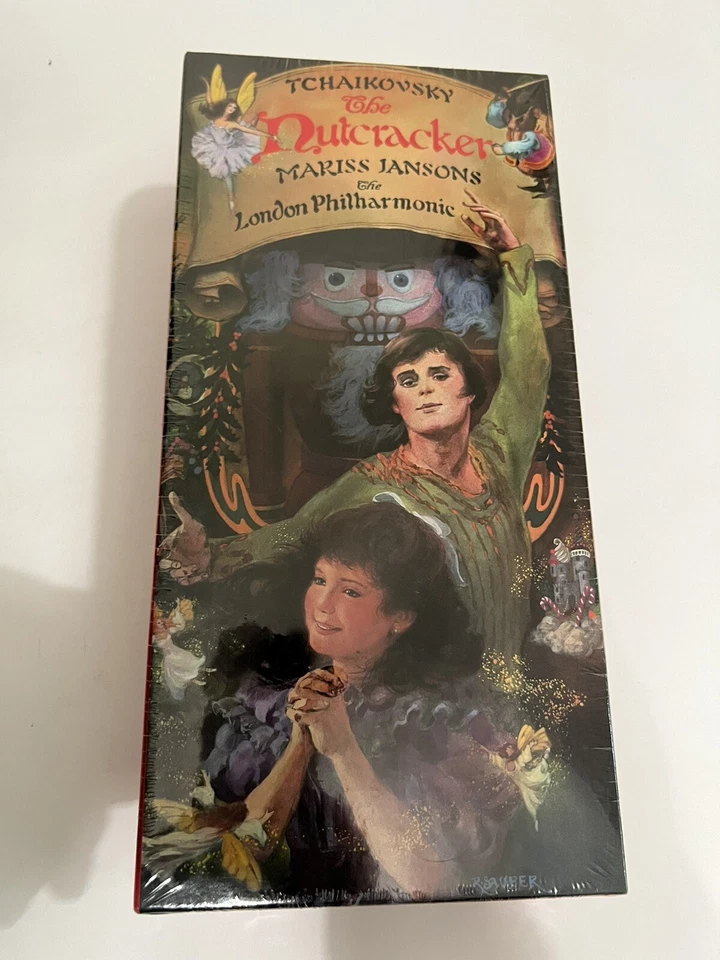 TCHAIKOVSKY
The
Nutcracker
MARISS JANSONS
The
London Philharmonic